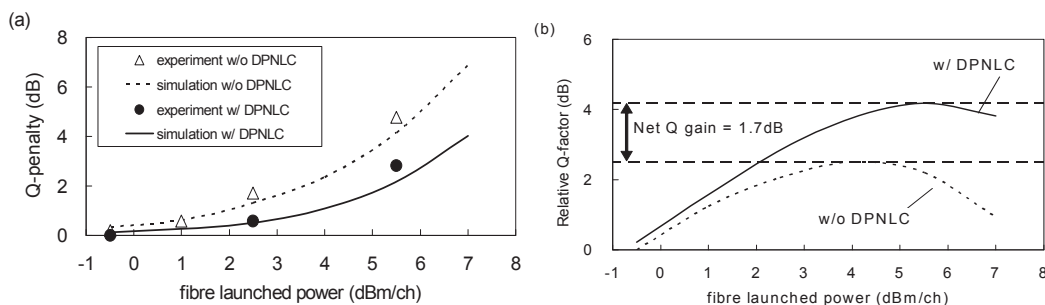 (a)
8
6
4
2
0
Q-penalty (dB)
experiment w/o DPNLC
simulation w/o DPNLC
experiment w/ DPNLC
simulation w/ DPNLC
-1 0 1 2 3 4 5 6 7 8
fibre launched power (dBm/ch)
(b)
6
4
2
0
Relative Q-factor (dB)
w/ DPNLC
Net Q gain = 1.7dB
w/o DPNLC
-1 0 1 2 3 4 5 6 7 8
fibre launched power (dBm/ch)